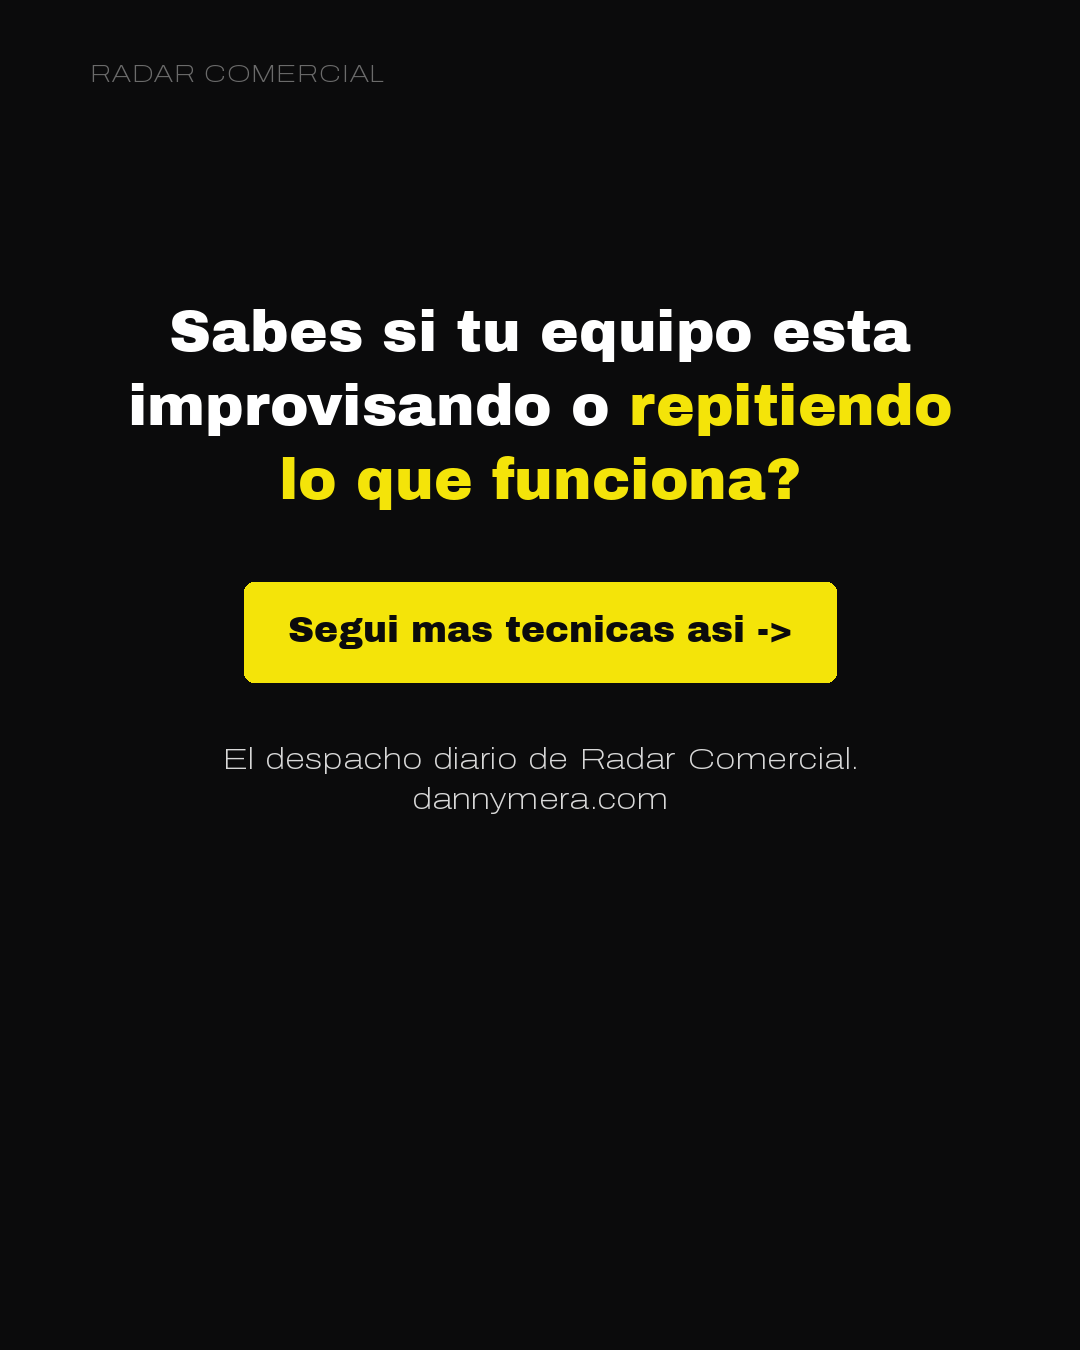 RADAR COMERCIAL
Sabes si tu equipo esta
improvisando o repitiendo
lo que funciona?
Segui mas tecnicas asi ->
El despacho diario de Radar Comercial.
dannymera.com